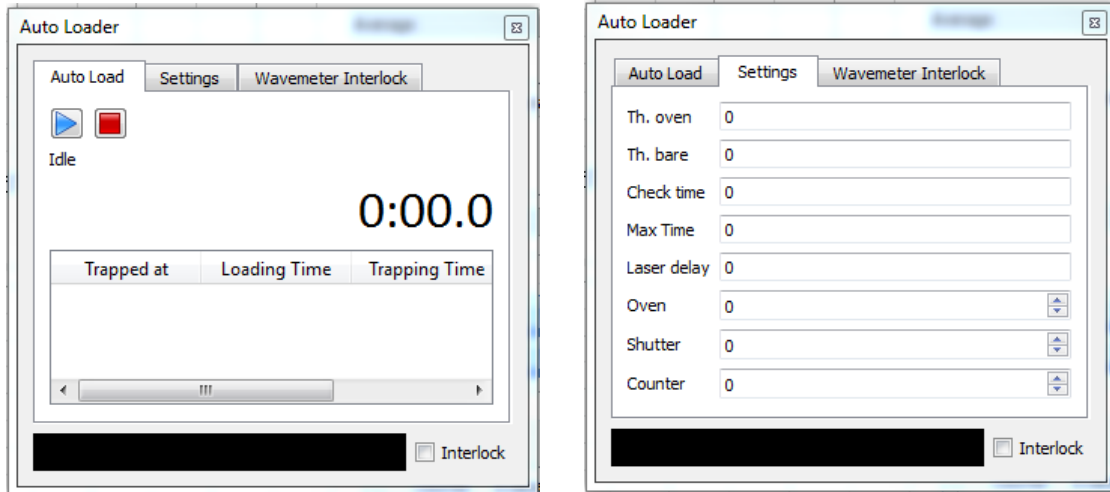 Auto Loader
Auto Load Settings Wavemeter Interlock
Idle
0:00.0
Trapped at Loading Time Trapping Time
Interlock
Auto Loader
Auto Load Settings Wavemeter Interlock
Th. oven 0
Th. bare 0
Check time 0
Max Time 0
Laser delay 0
Oven 0
Shutter 0
Counter 0
Interlock